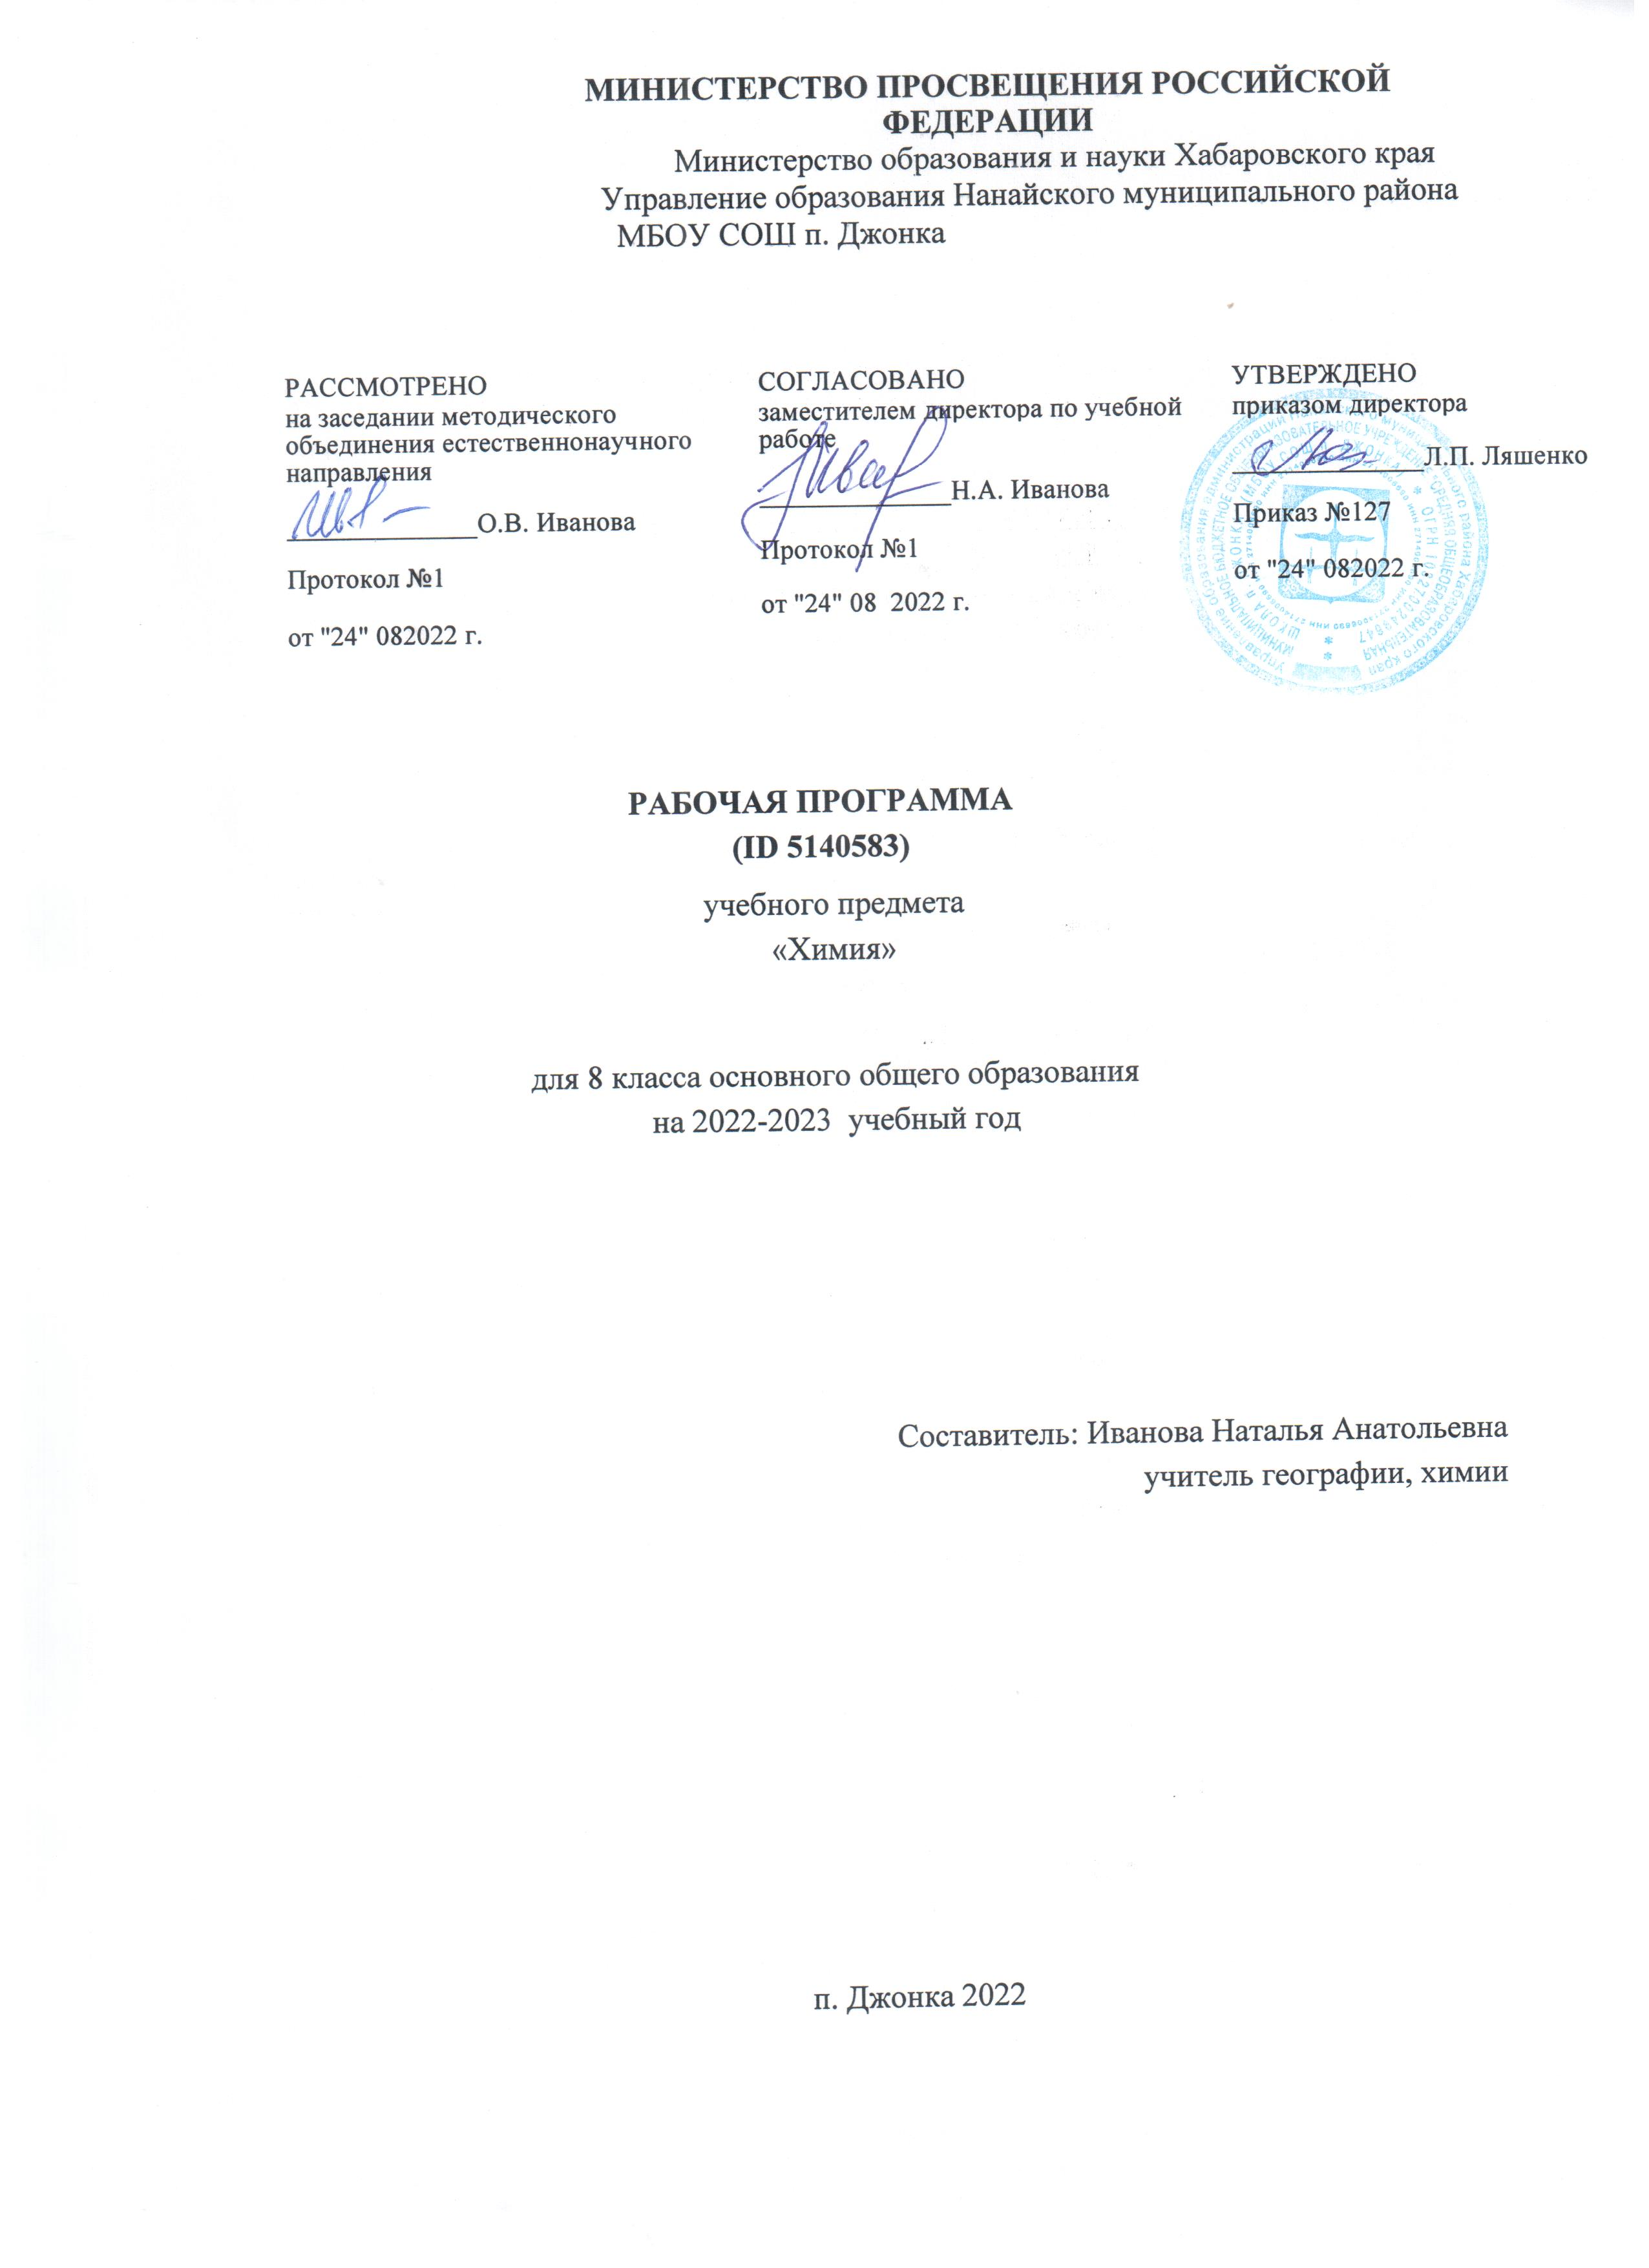 МИНИСТЕРСТВО ПРОСВЕЩЕНИЯ РОССИЙСКОЙ
ФЕДЕРАЦИИ
Министерство образования и науки Хабаровского края
Управление образования Нанайского муниципального района
МБОУ СОШ п. Джонка
РАССМОТРЕНО
на заседании методического
объединения естественнонаучного
направления
О.В. Иванова
Протокол №1
от "24" 082022 г.
СОГЛАСОВАНО
заместителем директора по учебной
работе
Н.А. Иванова
Протокол №1
от "24" 08 2022 г.
УТВЕРЖДЕНО
приказом директора
Л.П. Ляшенко
Приказ №127
от "24" 082022 г.
РАБОЧАЯ ПРОГРАММА
(ID 5140583)
учебного предмета
«Химия»
для 8 класса основного общего образования
на 2022-2023 учебный год
Составитель: Иванова Наталья Анатольевна
учитель географии, химии
п. Джонка 2022